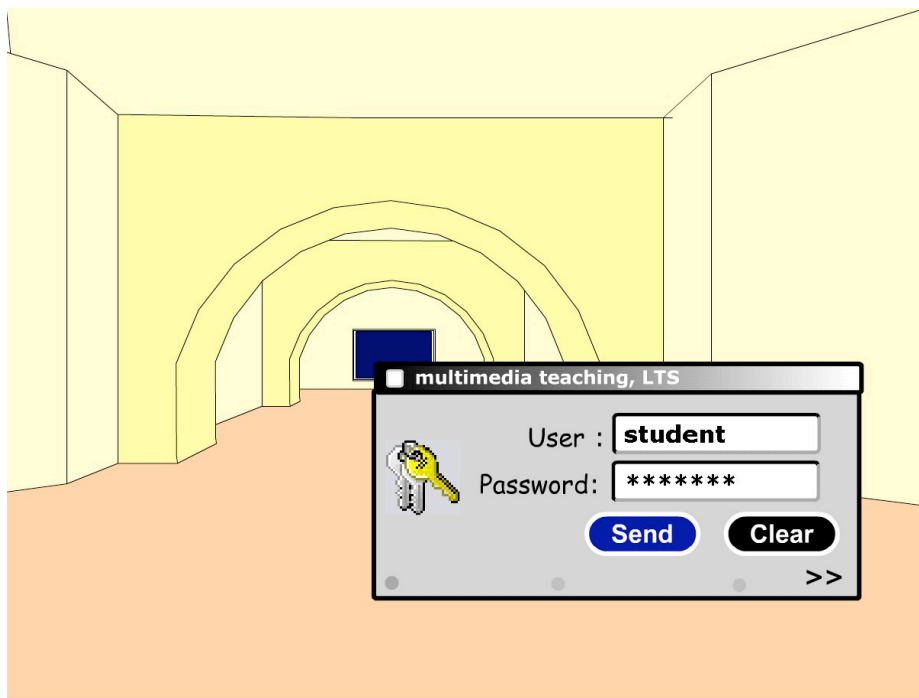 multimedia teaching, LTS
User : student
Password: *******
Send Clear
>>